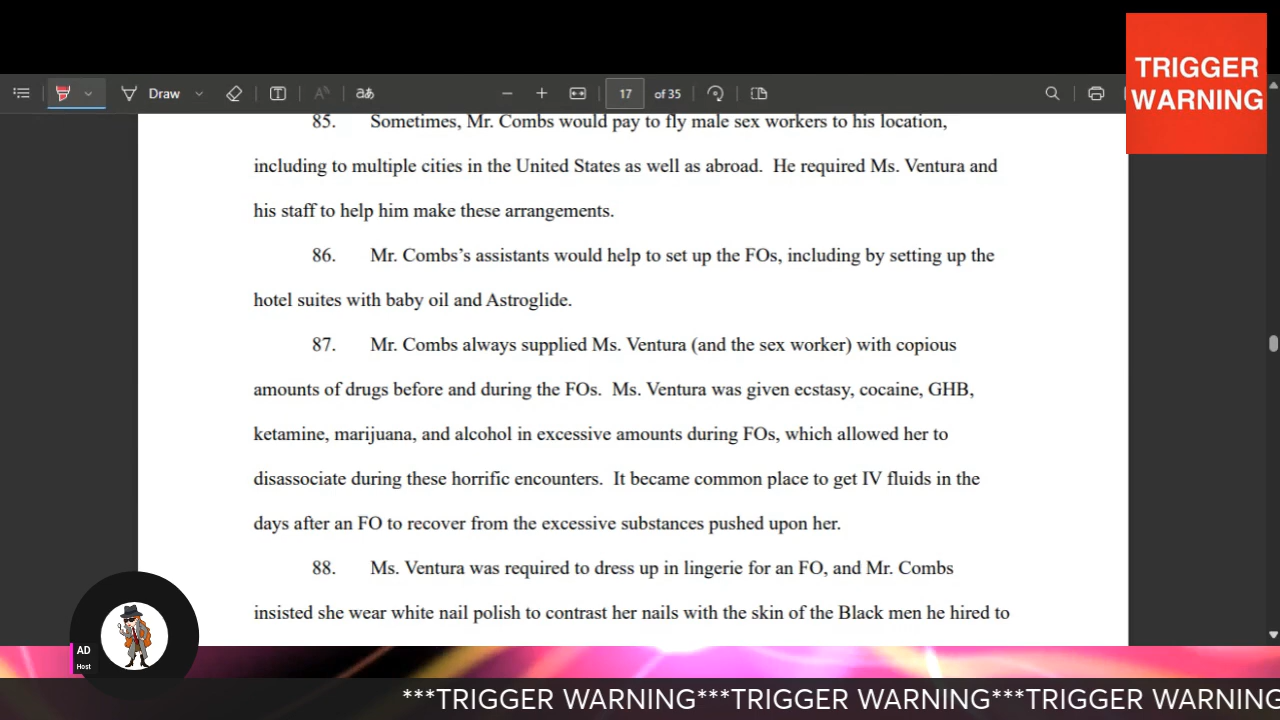 TRIGGER
WARNING
Draw
17 of 35
85. Sometimes, Mr. Combs would pay to fly male sex workers to his location,
including to multiple cities in the United States as well as abroad. He required Ms. Ventura and
his staff to help him make these arrangements.
86. Mr. Combs’s assistants would help to set up the FOs, including by setting up the
hotel suites with baby oil and Astroglide.
87. Mr. Combs always supplied Ms. Ventura (and the sex worker) with copious
amounts of drugs before and during the FOs. Ms. Ventura was given ecstasy, cocaine, GHB,
ketamine, marijuana, and alcohol in excessive amounts during FOs, which allowed her to
disassociate during these horrific encounters. It became common place to get IV fluids in the
days after an FO to recover from the excessive substances pushed upon her.
88. Ms. Ventura was required to dress up in lingerie for an FO, and Mr. Combs
insisted she wear white nail polish to contrast her nails with the skin of the Black men he hired to
AD
Host
***TRIGGER WARNING***TRIGGER WARNING***TRIGGER WARNING